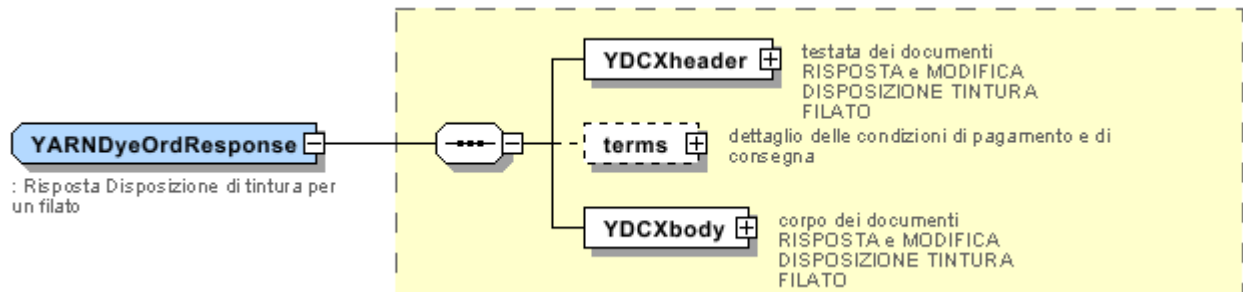 YDCXheader
testata dei documenti
RISPOSTA e MODIFICA
DISPOSIZIONE TINTURA
FILATO
YARNDyeOrdResponse
: Risposta Disposizione di tintura per
un filato
terms
dettaglio delle condizioni di pagamento e di
consegna
YDCXbody
corpo dei documenti
RISPOSTA e MODIFICA
DISPOSIZIONE TINTURA
FILATO